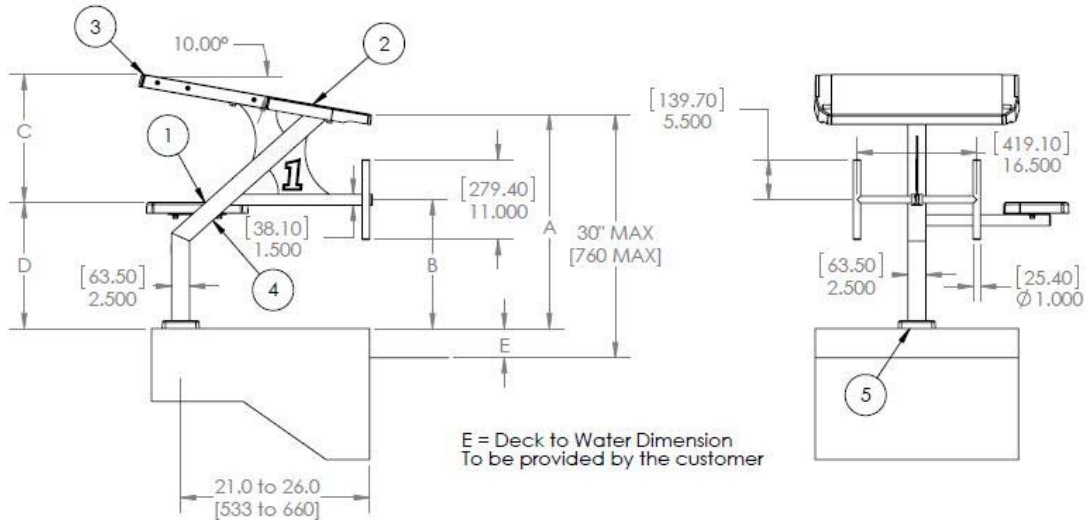 3
10.00º
2
C
1
1
D
[63.50]
2.500
4
[38.10]
1.500
[279.40]
11.000
B
A
30" MAX
[760 MAX]
E
21.0 to 26.0
[533 to 660]
E = Deck to Water Dimension
To be provided by the customer
[139.70]
5.500
[419.10]
16.500
[63.50]
2.500
[25.40]
Ø 1.000
5